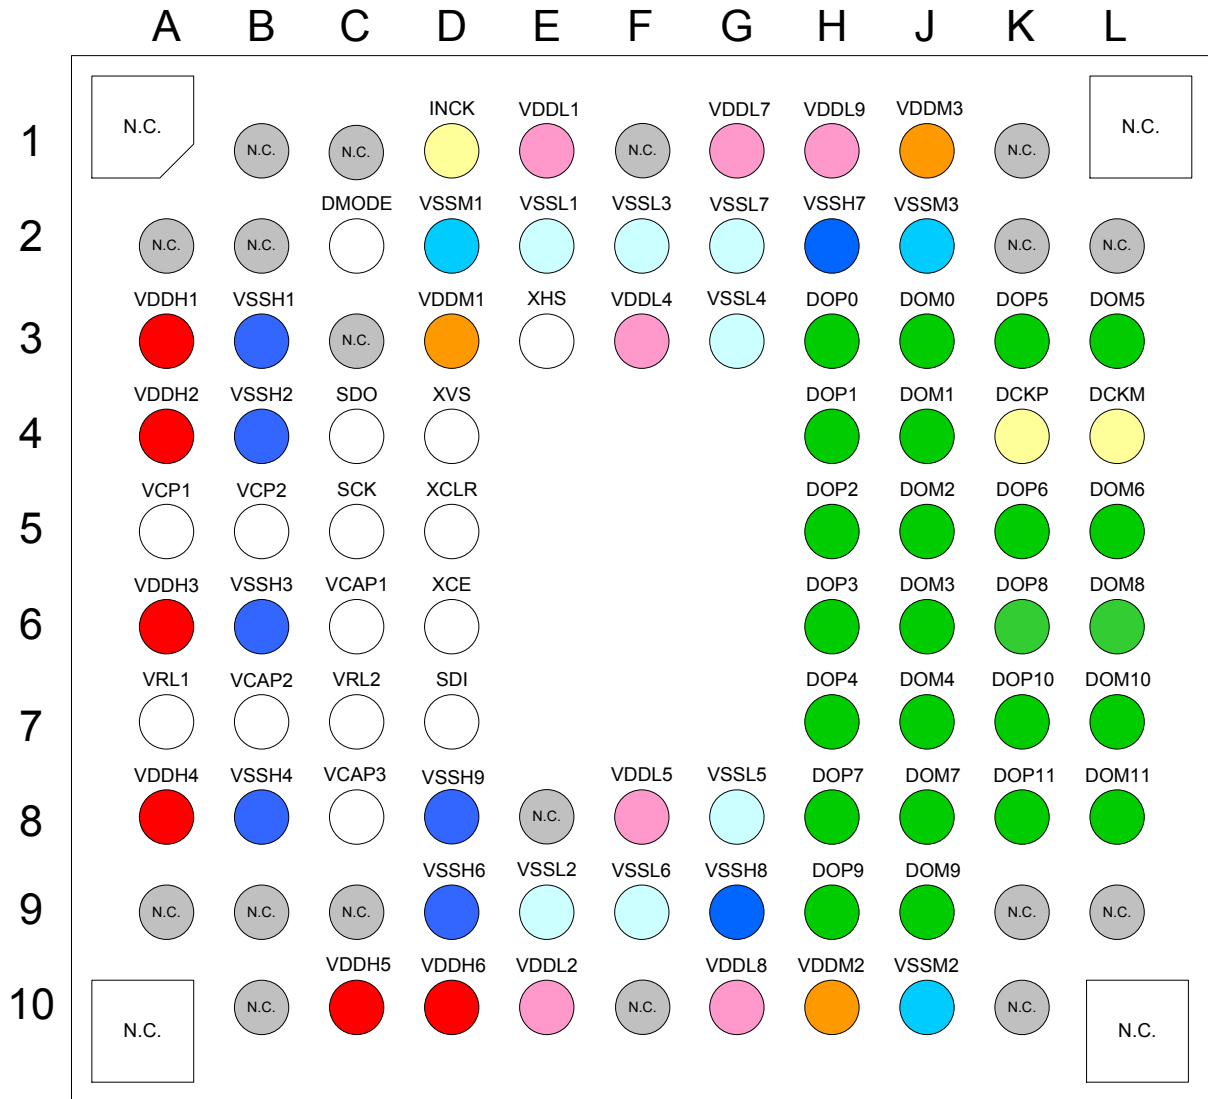 A B C D E F G H J K L
INCK VDDL1 VDDL7 VDDL9 VDDM3
1 N.C. N.C. N.C. N.C. N.C. N.C.
DMODE VSSM1 VSSL1 VSSL3 VSSL7 VSSH7 VSSM3
2 N.C. N.C. N.C. N.C.
VDDH1 VSSH1 VDDM1 XHS VDDL4 VSSL4 DOP0 DOM0 DOP5 DOM5
3 N.C.
VDDH2 VSSH2 SDO XVS DOP1 DOM1 DCKP DCKM
4
VCP1 VCP2 SCK XCLR DOP2 DOM2 DOP6 DOM6
5
VDDH3 VSSH3 VCAP1 XCE DOP3 DOM3 DOP8 DOM8
6
VRL1 VCAP2 VRL2 SDI DOP4 DOM4 DOP10 DOM10
7
VDDH4 VSSH4 VCAP3 VSSH9 VDDL5 VSSL5 DOP7 DOM7 DOP11 DOM11
8 N.C.
VSSH6 VSSL2 VSSL6 VSSH8 DOP9 DOM9
9 N.C. N.C. N.C. N.C. N.C.
VDDH5 VDDH6 VDDL2 VDDL8 VDDM2 VSSM2
10 N.C. N.C. N.C. N.C. N.C.